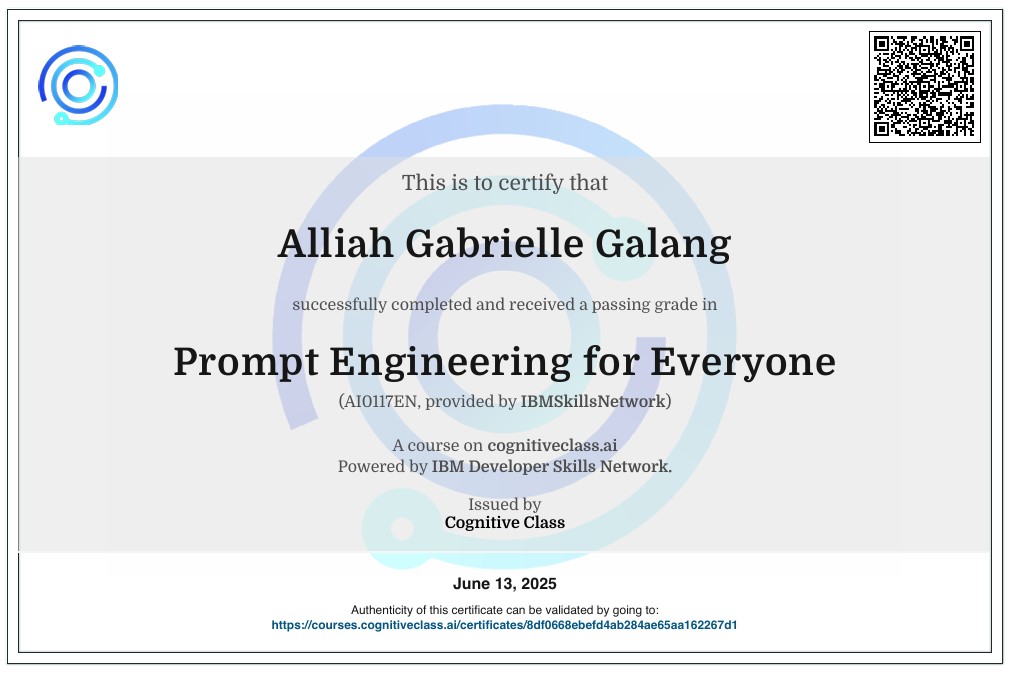 This is to certify that
Alliah Gabrielle Galang
successfully completed and received a passing grade in
Prompt Engineering for Everyone
(AI0117EN, provided by IBMSkillsNetwork)
A course on cognitiveclass.ai
Powered by IBM Developer Skills Network.
Issued by
Cognitive Class
June 13, 2025
Authenticity of this certificate can be validated by going to:
https://courses.cognitiveclass.ai/certificates/8df0668ebefd4ab284ae65aa162267d1